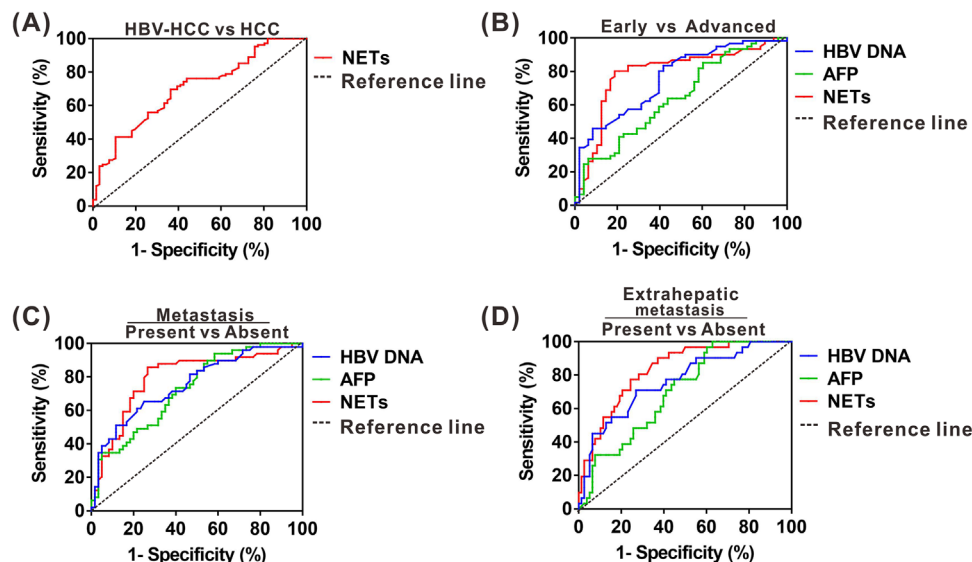 (A)
HBV-HCC vs HCC
Sensitivity (%)
100
80
60
40
20
0
0 20 40 60 80 100
1- Specificity (%)
NETs
Reference line
(B)
Early vs Advanced
Sensitivity (%)
100
80
60
40
20
0
0 20 40 60 80 100
1- Specificity (%)
HBV DNA
AFP
NETs
Reference line
(C)
Metastasis
Present vs Absent
Sensitivity (%)
100
80
60
40
20
0
0 20 40 60 80 100
1- Specificity (%)
HBV DNA
AFP
NETs
Reference line
(D)
Extrahepatic
metastasis
Present vs Absent
Sensitivity (%)
100
80
60
40
20
0
0 20 40 60 80 100
1- Specificity (%)
HBV DNA
AFP
NETs
Reference line